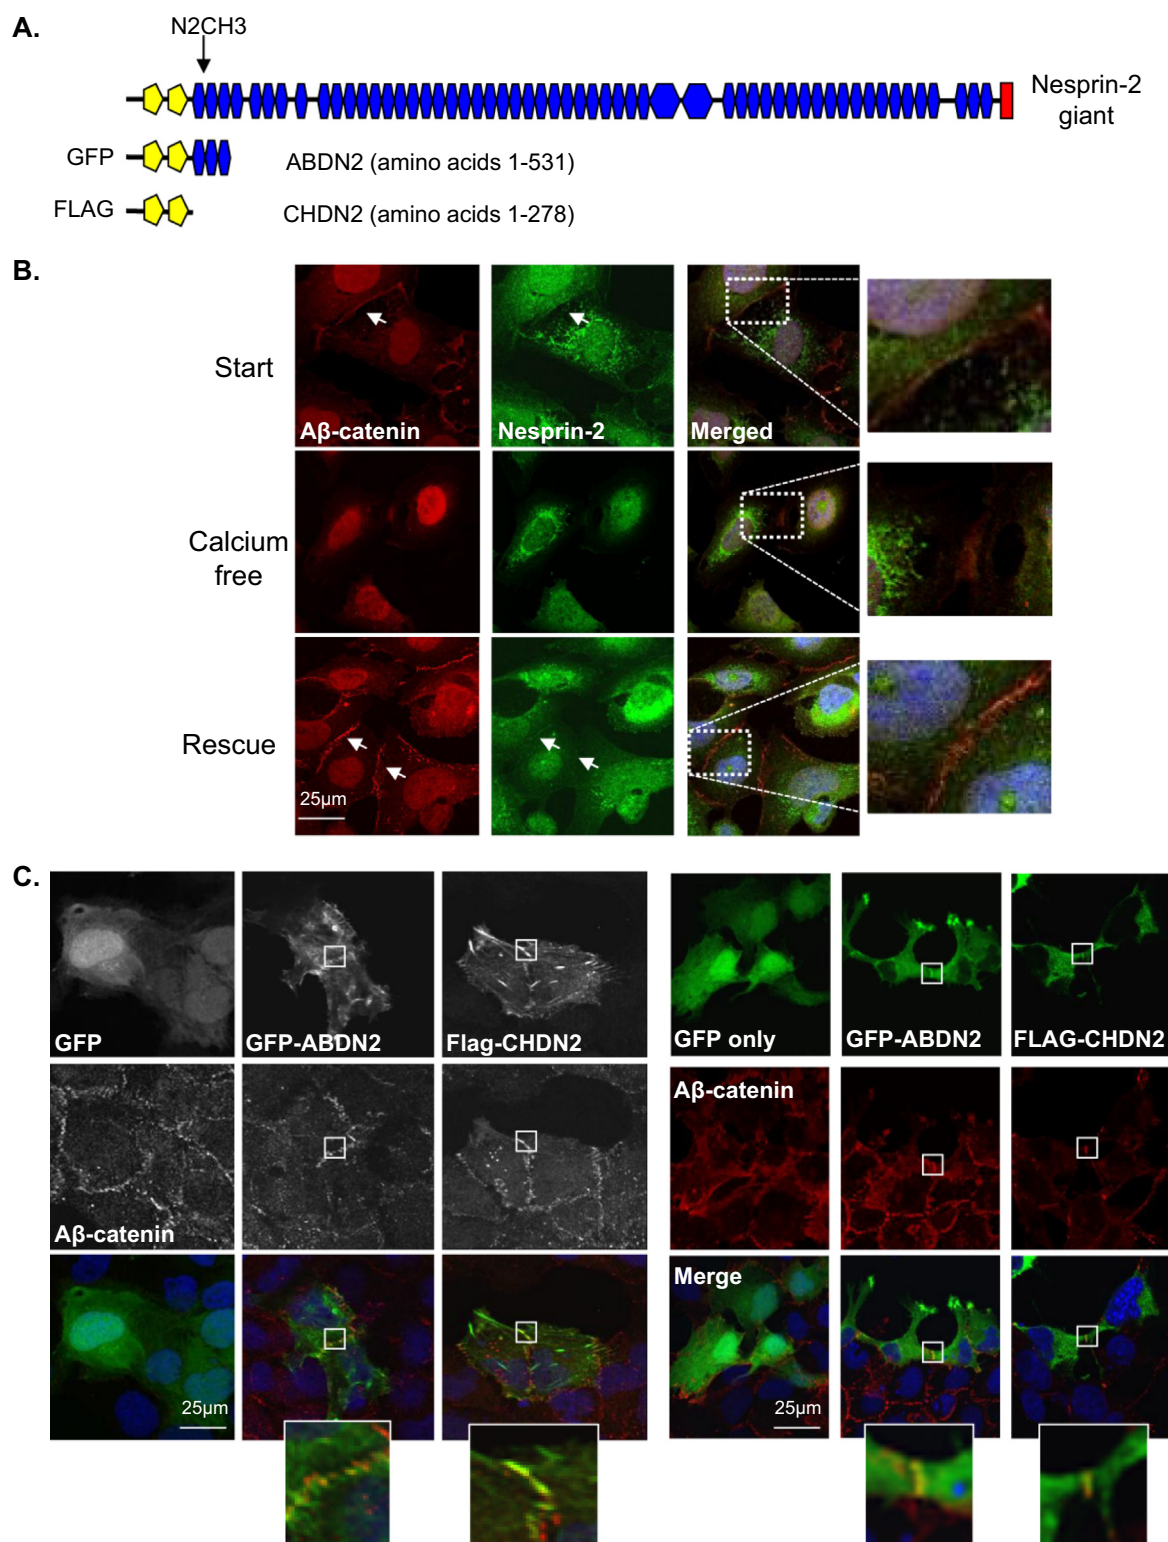 A.
N2CH3
Nesprin-2
giant
GFP
ABDN2 (amino acids 1-531)
FLAG
CHDN2 (amino acids 1-278)
B.
Start
Aβ-catenin
Nesprin-2
Merged
Calcium
free
Rescue
25μm
C.
GFP
GFP-ABDN2
Flag-CHDN2
GFP only
GFP-ABDN2
FLAG-CHDN2
Aβ-catenin
Aβ-catenin
Merge
25μm
25μm